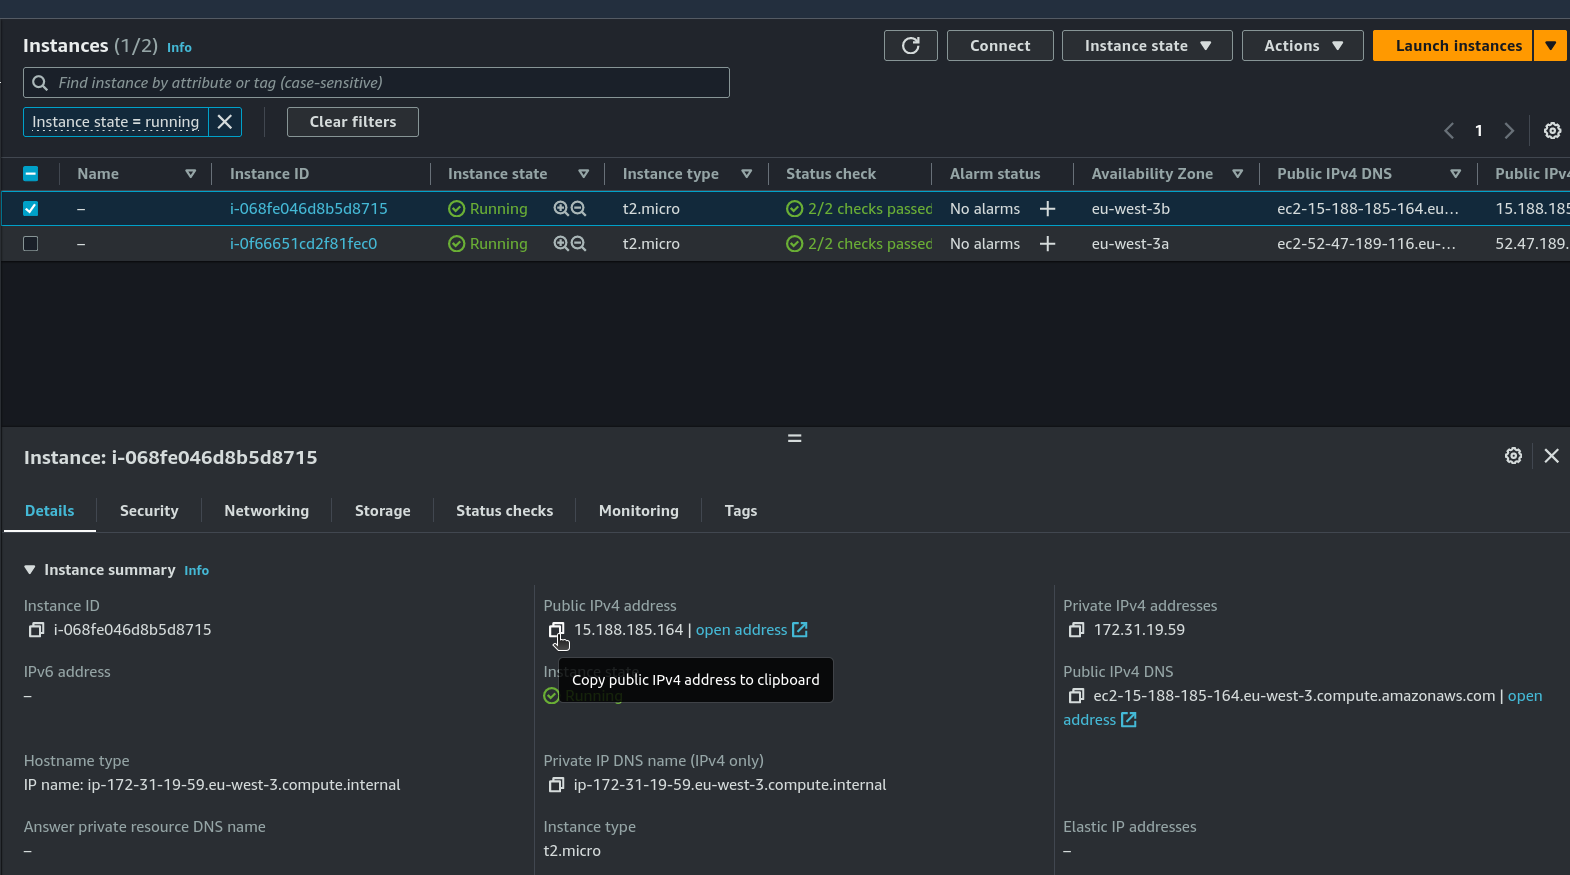 Instances (1/2) Info
Connect Instance state Actions Launch instances
Find instance by attribute or tag (case-sensitive)
Instance state = running Clear filters
1
Name Instance ID Instance state Instance type Status check Alarm status Availability Zone Public IPv4 DNS Public IPv4
– i-068fe046d8b5d8715 Running t2.micro 2/2 checks passed No alarms eu-west-3b ec2-15-188-185-164.eu... 15.188.185
– i-0f66651cd2f81fec0 Running t2.micro 2/2 checks passed No alarms eu-west-3a ec2-52-47-189-116.eu-... 52.47.189.
Instance: i-068fe046d8b5d8715
Details Security Networking Storage Status checks Monitoring Tags
Instance summary Info
Instance ID Public IPv4 address Private IPv4 addresses
i-068fe046d8b5d8715 15.188.185.164 | open address 172.31.19.59
IPv6 address Instance state Public IPv4 DNS
Copy public IPv4 address to clipboard
– Running ec2-15-188-185-164.eu-west-3.compute.amazonaws.com | open
address
Hostname type Private IP DNS name (IPv4 only)
IP name: ip-172-31-19-59.eu-west-3.compute.internal ip-172-31-19-59.eu-west-3.compute.internal
Answer private resource DNS name Instance type Elastic IP addresses
– t2.micro –